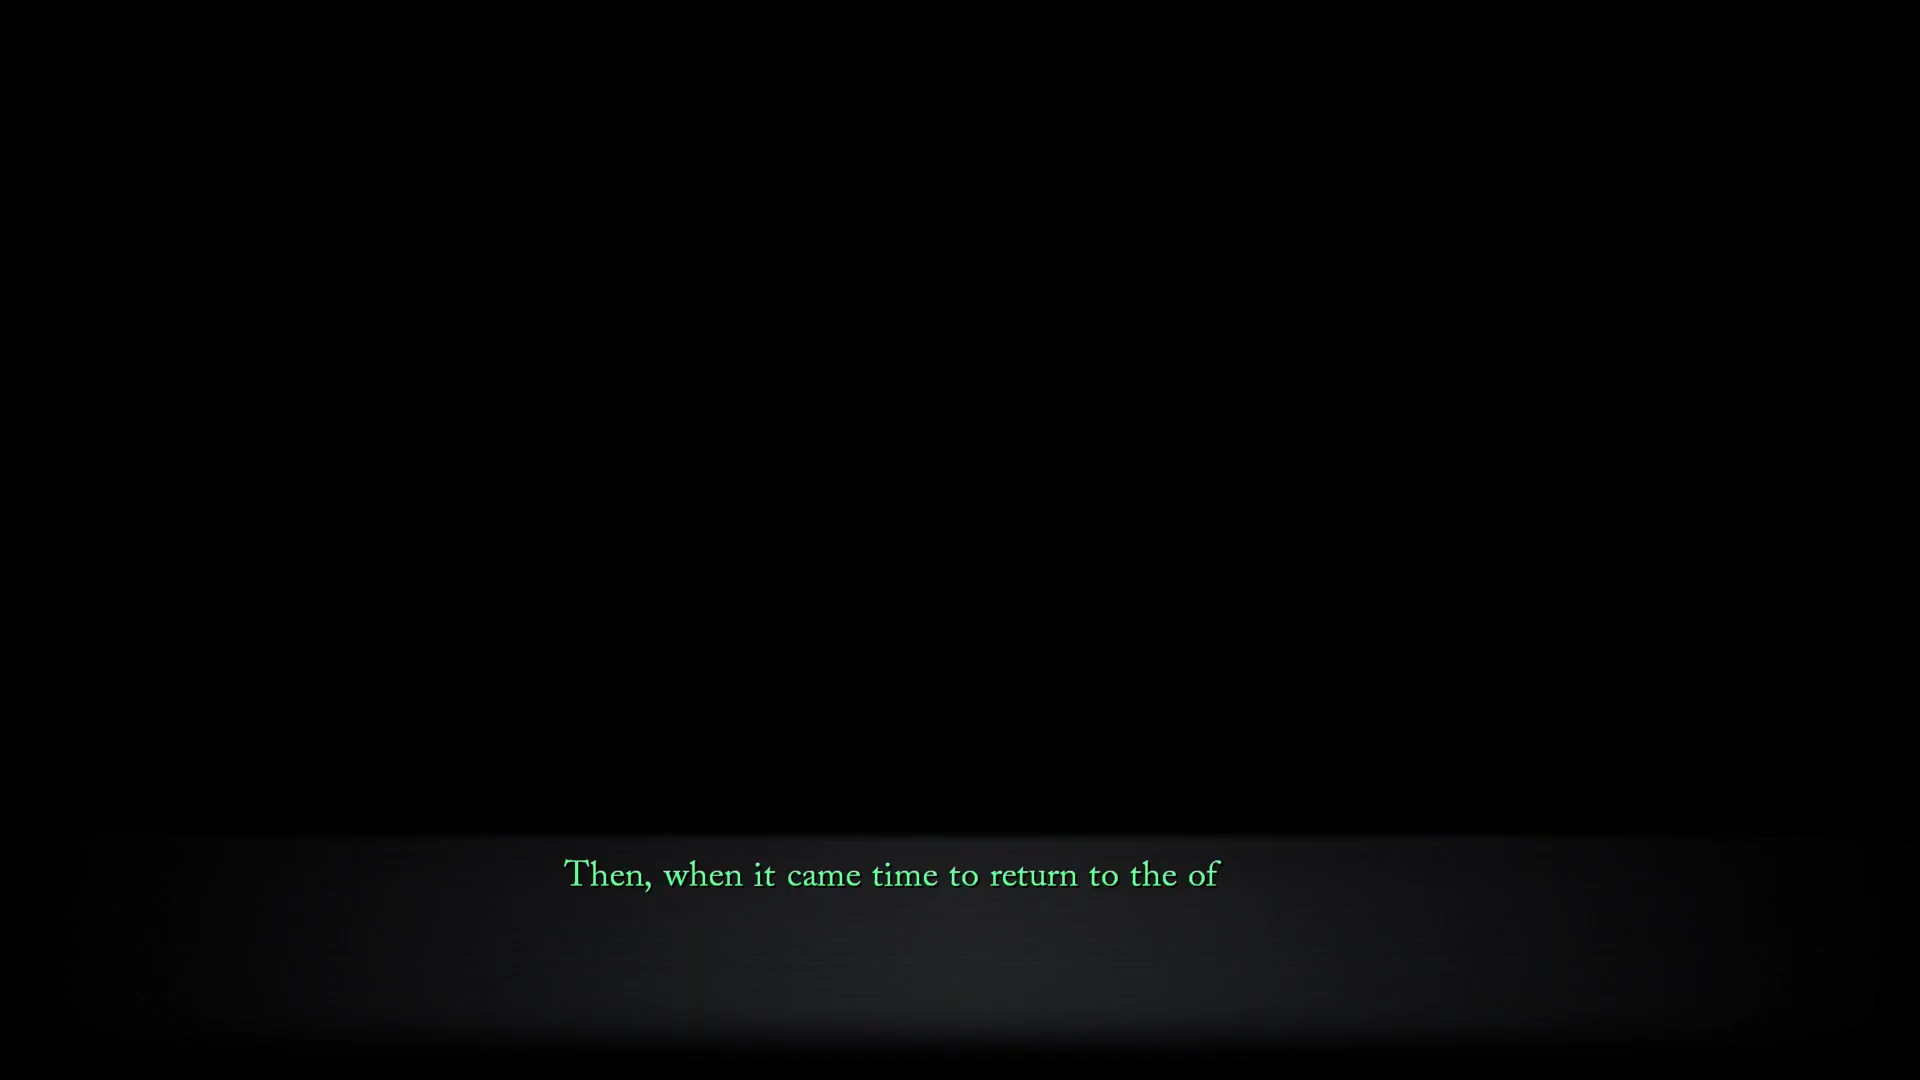 Then, when it came time to return to the of